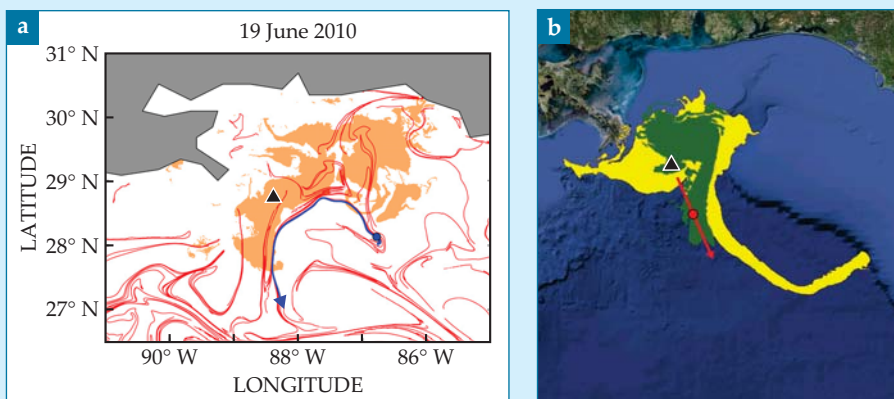 a
19 June 2010
31° N
30° N
29° N
28° N
27° N
LATITUDE
90° W 88° W 86° W
LONGITUDE
b